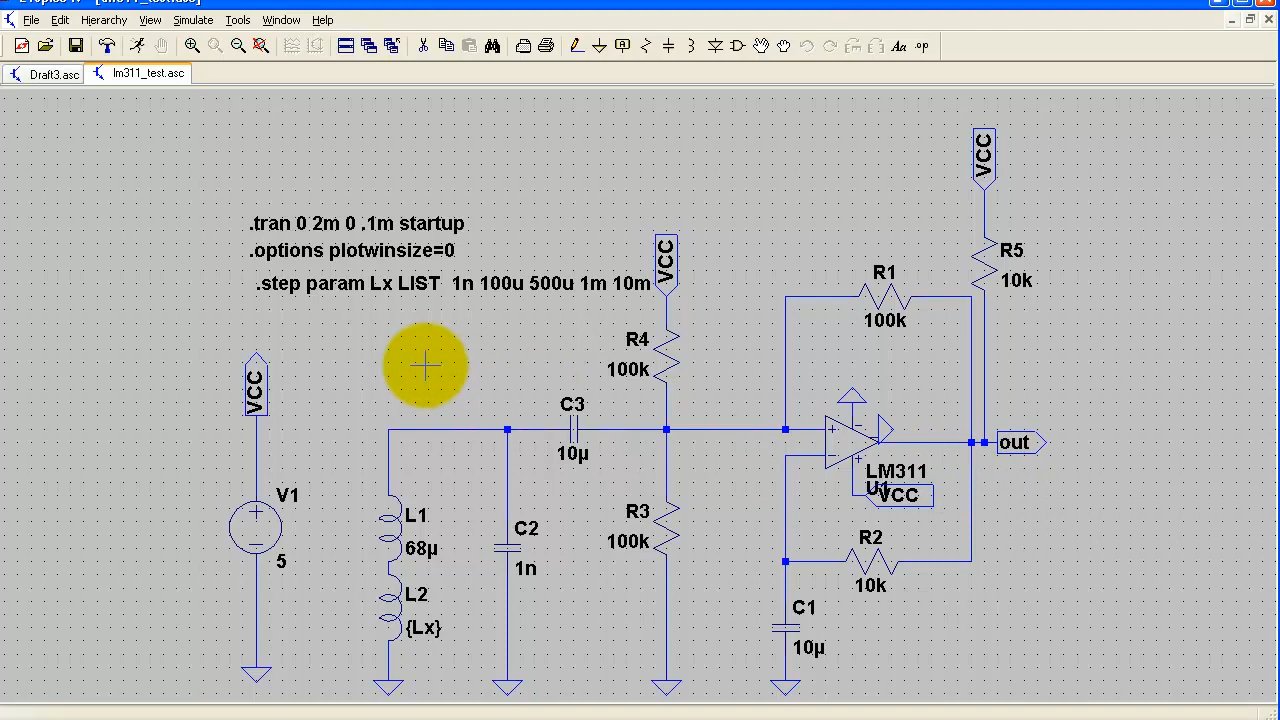 File Edit Hierarchy View Simulate Tools Window Help
Aa .op
Draft3.asc lm311_test.asc
.tran 0 2m 0 .1m startup
.options plotwinsize=0
.step param Lx LIST 1n 100u 500u 1m 10m
VCC
VCC
VCC
R5
10k
R1
100k
R4
100k
C3
10µ
out
LM311
U1
VCC
V1
5
L1
68µ
C2
1n
R3
100k
R2
10k
L2
{Lx}
C1
10µ